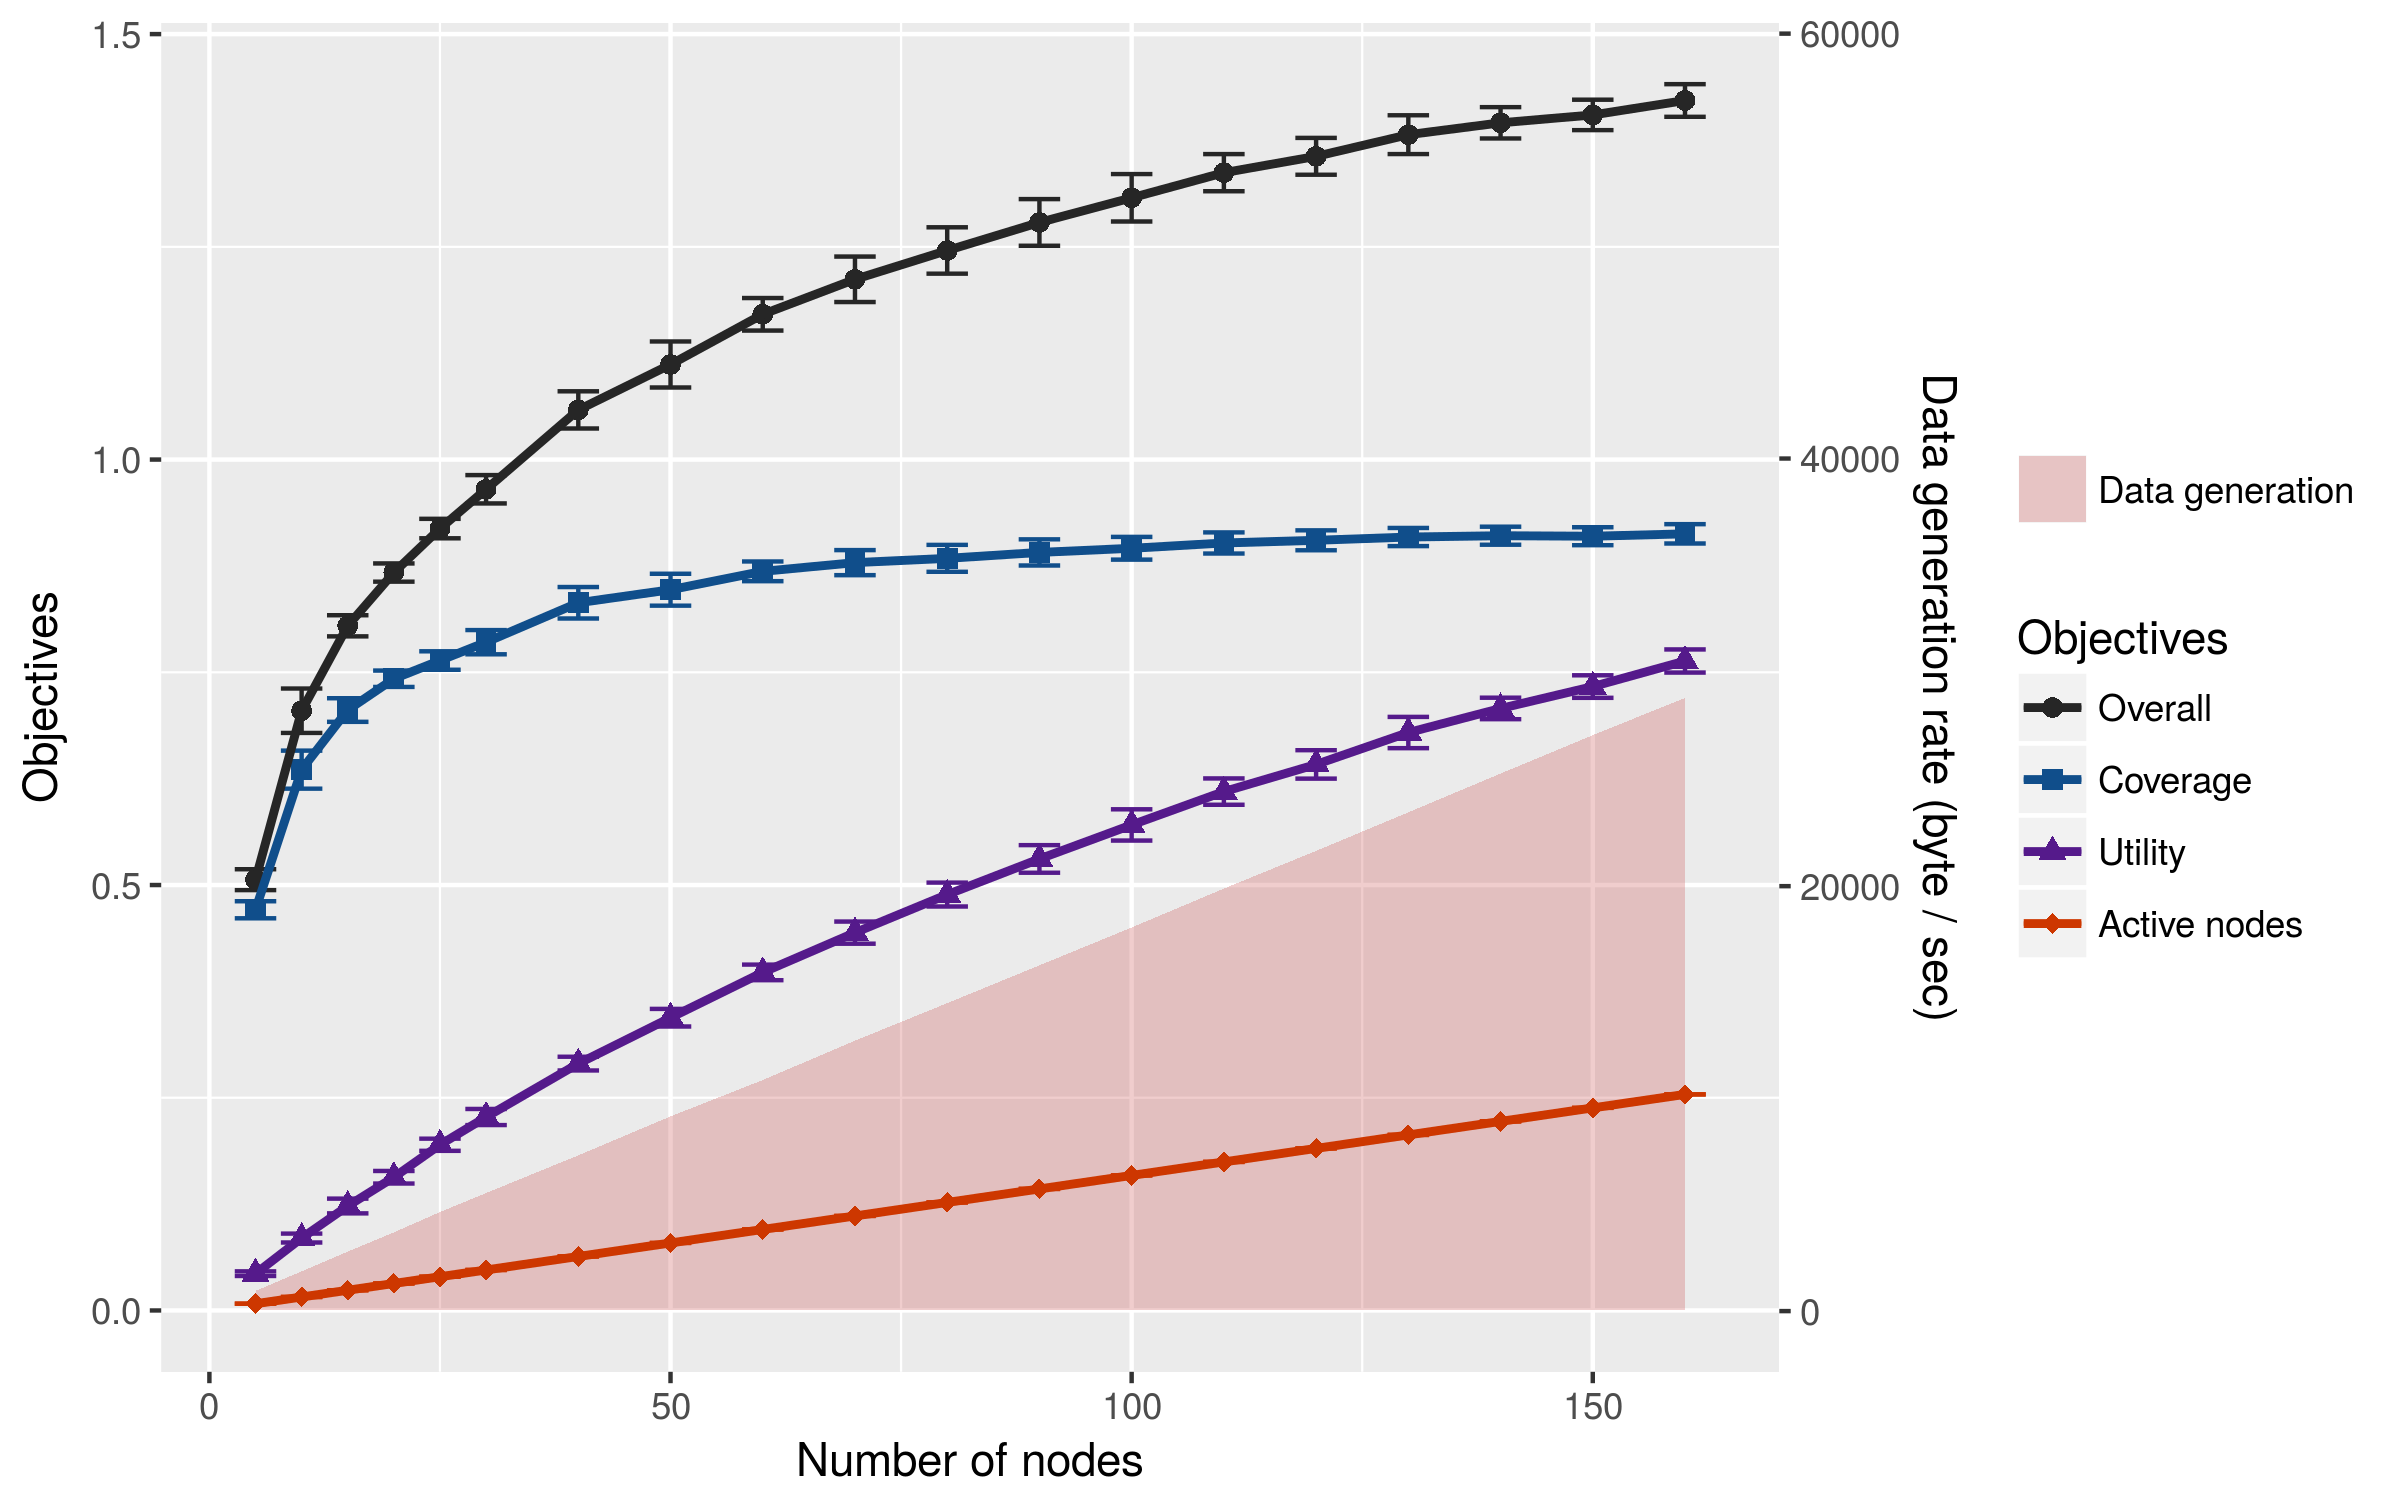 1.5
1.0
0.5
0.0
Objectives
0
50
100
150
Number of nodes
60000
40000
20000
0
Data generation rate (byte / sec)
Data generation
Objectives
Overall
Coverage
Utility
Active nodes